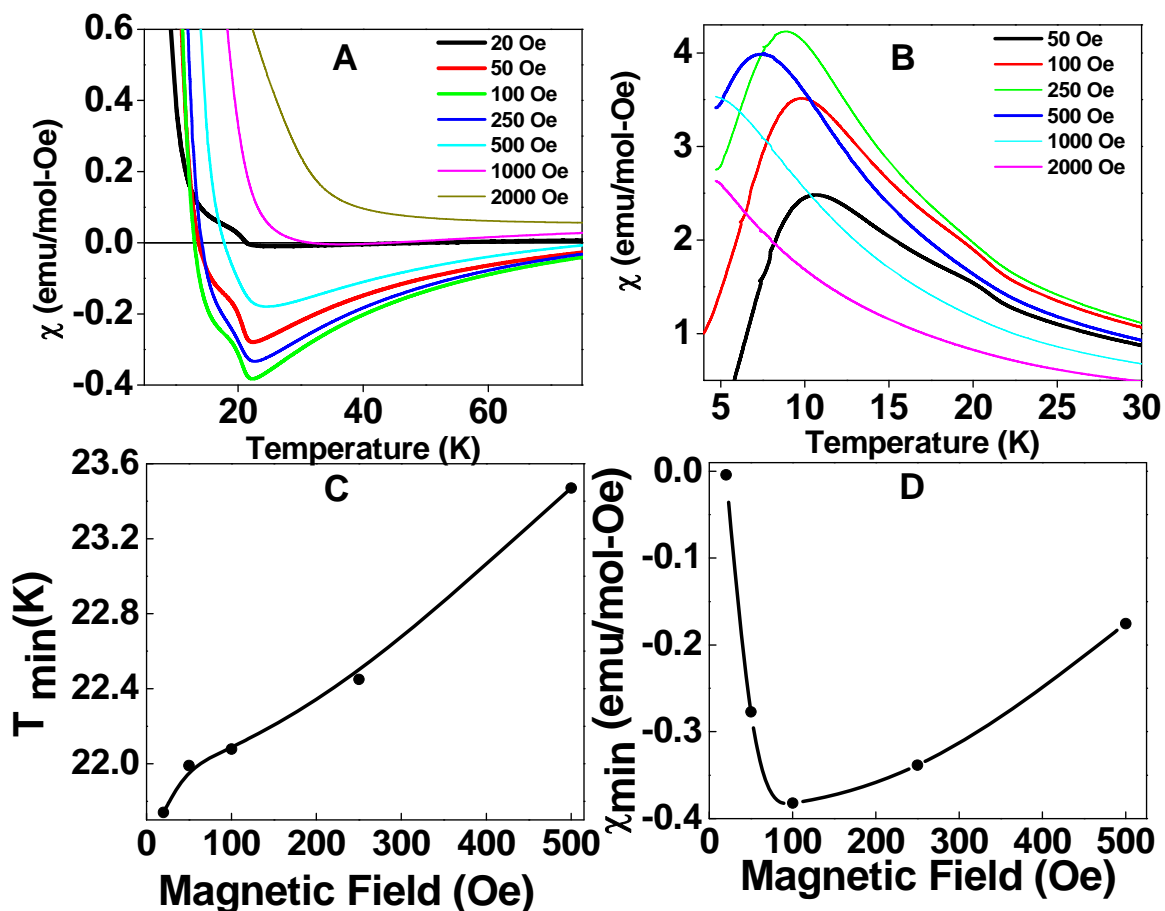 A
20 Oe
50 Oe
100 Oe
250 Oe
500 Oe
1000 Oe
2000 Oe
0.6
0.4
0.2
0.0
-0.2
-0.4
20
40
60
χ (emu/mol-Oe)
Temperature (K)
B
50 Oe
100 Oe
250 Oe
500 Oe
1000 Oe
2000 Oe
4
3
2
1
5
10
15
20
25
30
χ (emu/mol-Oe)
Temperature (K)
C
23.6
23.2
22.8
22.4
22.0
0
100
200
300
400
500
T min(K)
Magnetic Field (Oe)
D
0.0
-0.1
-0.2
-0.3
-0.4
0
100
200
300
400
500
χmin (emu/mol-Oe)
Magnetic Field (Oe)